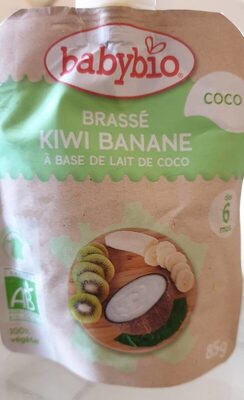 babybio
COCO
BRASSÉ
KIWI BANANE
À BASE DE LAIT DE COCO
dès
6
mois
AB
100%
végétal
85g